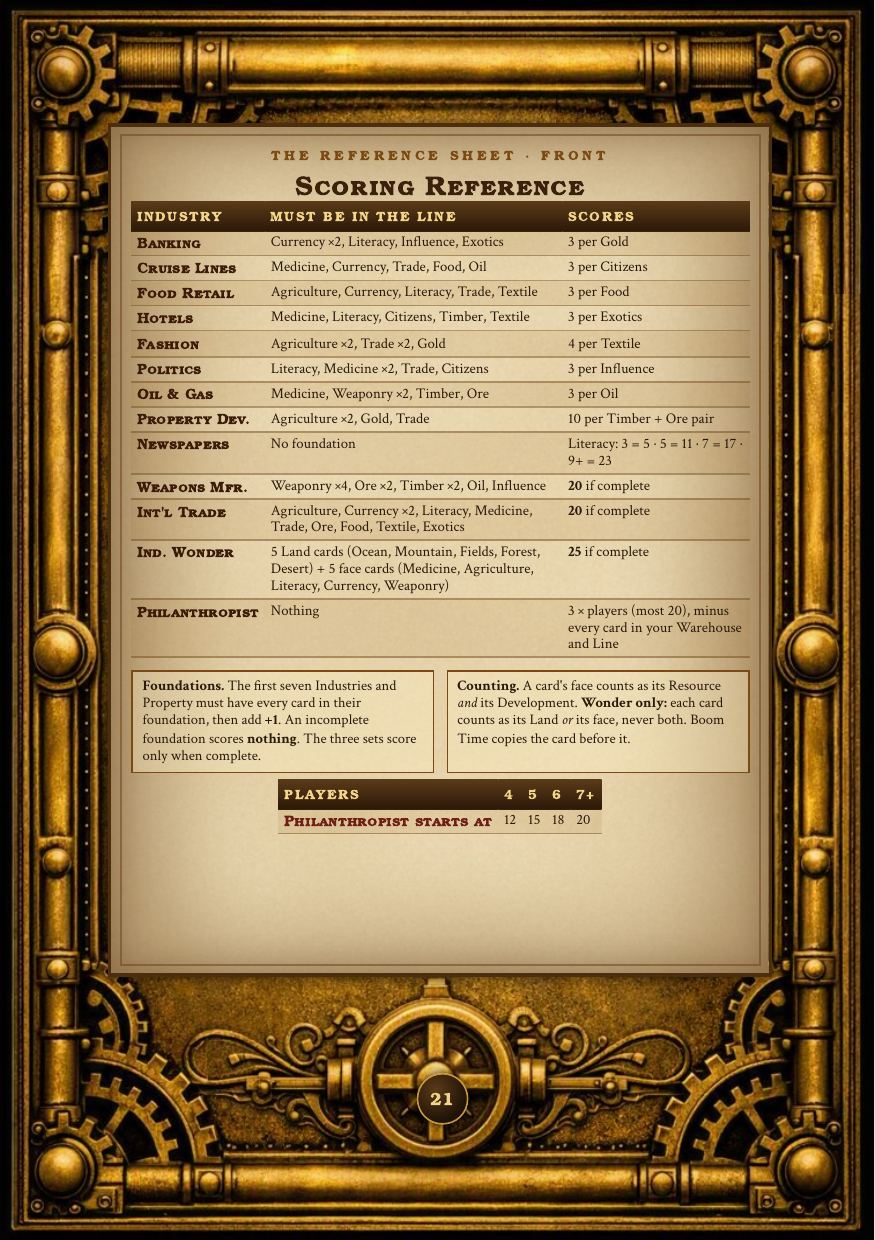 THE REFERENCE SHEET · FRONT
SCORING REFERENCE
INDUSTRY MUST BE IN THE LINE SCORES
BANKING Currency ×2, Literacy, Influence, Exotics 3 per Gold
CRUISE LINES Medicine, Currency, Trade, Food, Oil 3 per Citizens
FOOD RETAIL Agriculture, Currency, Literacy, Trade, Textile 3 per Food
HOTELS Medicine, Literacy, Citizens, Timber, Textile 3 per Exotics
FASHION Agriculture ×2, Trade ×2, Gold 4 per Textile
POLITICS Literacy, Medicine ×2, Trade, Citizens 3 per Influence
OIL & GAS Medicine, Weaponry ×2, Timber, Ore 3 per Oil
PROPERTY DEV. Agriculture ×2, Gold, Trade 10 per Timber + Ore pair
NEWSPAPERS No foundation Literacy: 3 = 5 · 5 = 11 · 7 = 17 ·
9+ = 23
WEAPONS MFR. Weaponry ×4, Ore ×2, Timber ×2, Oil, Influence 20 if complete
INT'L TRADE Agriculture, Currency ×2, Literacy, Medicine, 20 if complete
Trade, Ore, Food, Textile, Exotics
IND. WONDER 5 Land cards (Ocean, Mountain, Fields, Forest, 25 if complete
Desert) + 5 face cards (Medicine, Agriculture,
Literacy, Currency, Weaponry)
PHILANTHROPIST Nothing 3 × players (most 20), minus
every card in your Warehouse
and Line
Foundations. The first seven Industries and
Property must have every card in their
foundation, then add +1. An incomplete
foundation scores nothing. The three sets score
only when complete.
Counting. A card's face counts as its Resource
and its Development. Wonder only: each card
counts as its Land or its face, never both. Boom
Time copies the card before it.
PLAYERS 4 5 6 7+
PHILANTHROPIST STARTS AT 12 15 18 20
21